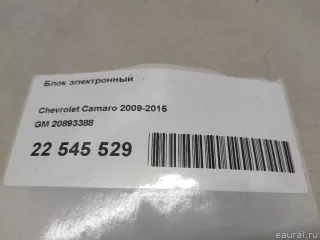 Блок электронный
Chevrolet Camaro 2009-2015
GM 20893388
22 545 529
eaural.ru